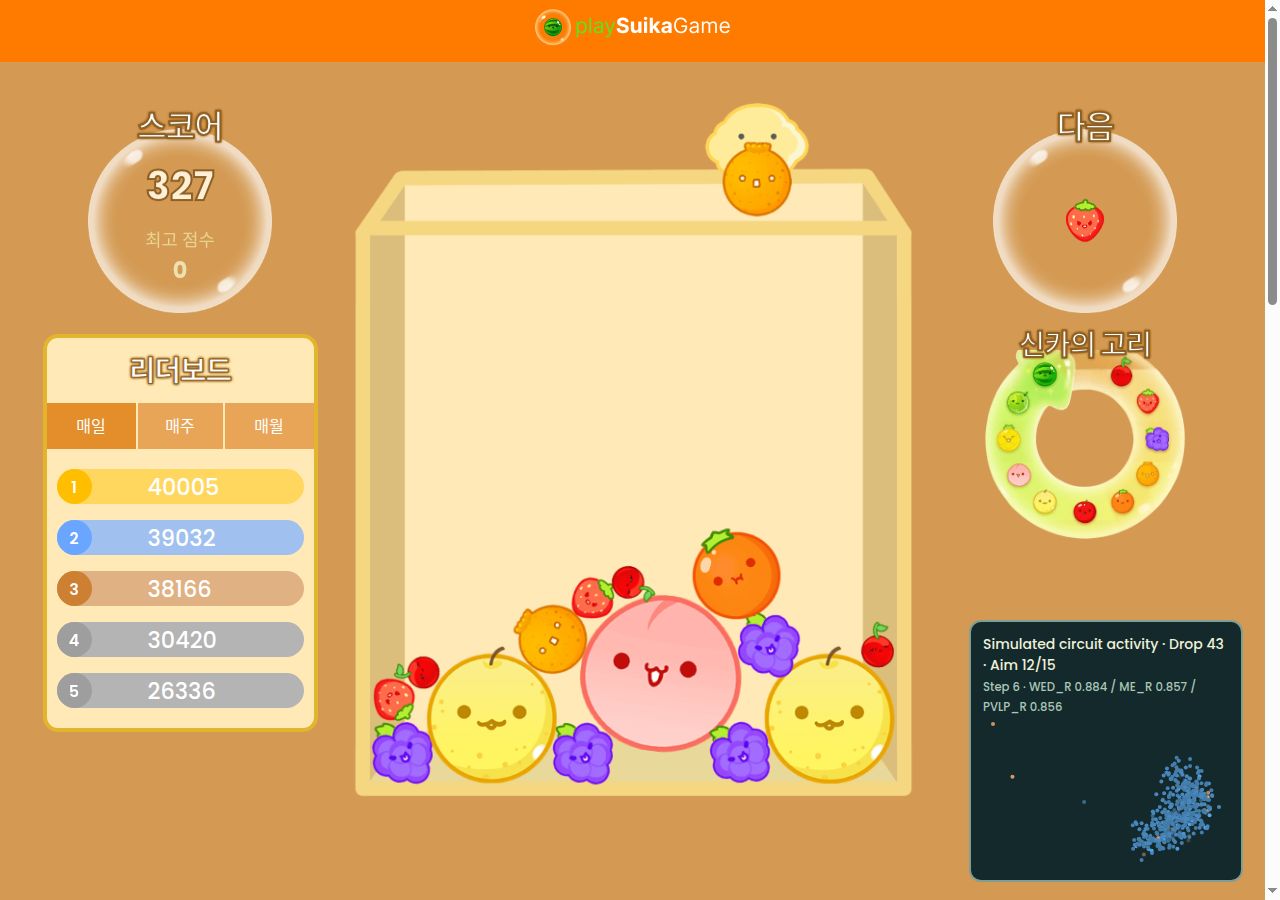 playSuikaGame
스코어
327
최고 점수
0
다음
신카의 고리
리더보드
매일 매주 매월
1 40005
2 39032
3 38166
4 30420
5 26336
Simulated circuit activity · Drop 43
· Aim 12/15
Step 6 · WED_R 0.884 / ME_R 0.857 /
PVLP_R 0.856